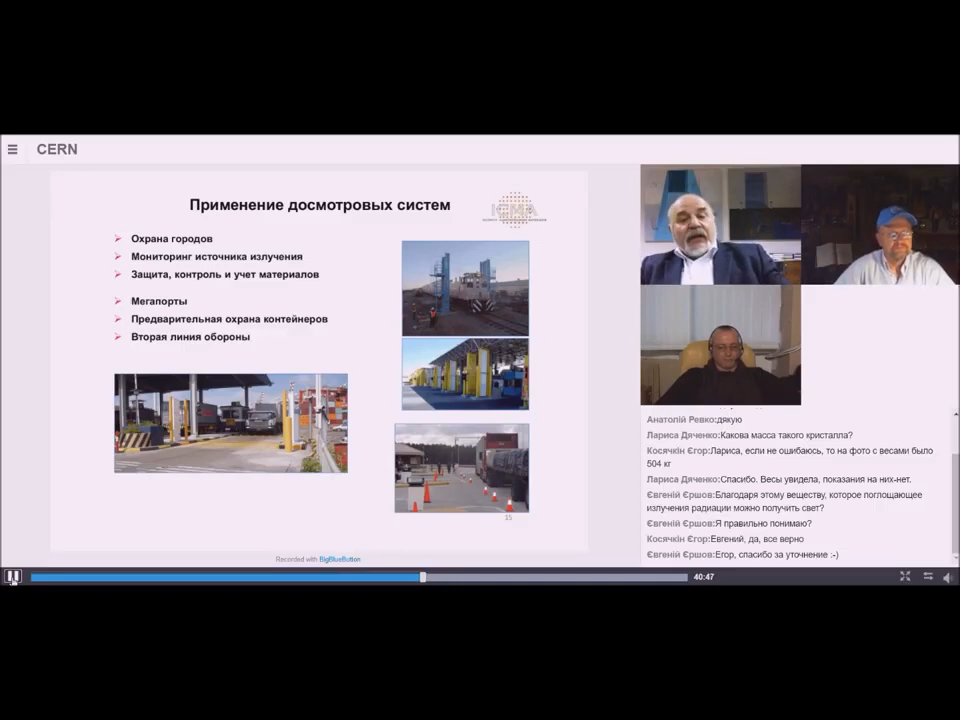 CERN
Применение досмотровых систем
ICMA
Охрана городов
Мониторинг источника излучения
Защита, контроль и учет материалов
Мегапорты
Предварительная охрана контейнеров
Вторая линия обороны
15
Recorded with BigBlueButton
Анатолій Ревко:дякую
Лариса Дяченко:Какова масса такого кристалла?
Косячкін Єгор:Лариса, если не ошибаюсь, то на фото с весами было
504 кг
Лариса Дяченко:Спасибо. Весы увидела, показания на них-нет.
Євгеній Єршов:Благодаря этому веществу, которое поглощающее
излучения радиации можно получить свет?
Євгеній Єршов:Я правильно понимаю?
Косячкін Єгор:Евгений, да, все верно
Євгеній Єршов:Егор, спасибо за уточнение :-)
40:47